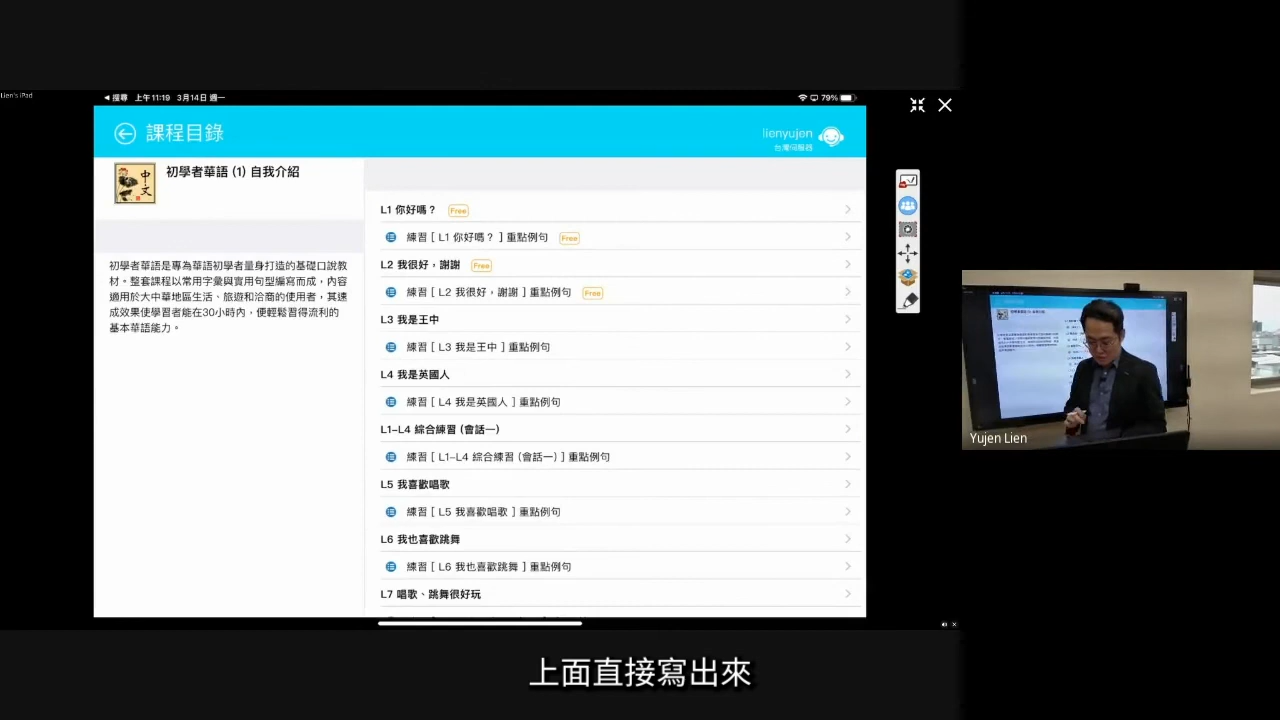 Lien's iPad
◀ 搜尋 上午11:19 3月14日 週一
79%
課程目錄
lienyujen
台灣伺服器
初學者華語 (1) 自我介紹
中文
初學者華語是專為華語初學者量身打造的基礎口說教
材。整套課程以常用字彙與實用句型編寫而成，內容
適用於大中華地區生活、旅遊和洽商的使用者，其速
成效果使學習者能在30小時內，便輕鬆習得流利的
基本華語能力。
L1 你好嗎？ Free
練習 [ L1 你好嗎？ ] 重點例句 Free
L2 我很好，謝謝 Free
練習 [ L2 我很好，謝謝 ] 重點例句 Free
L3 我是王中
練習 [ L3 我是王中 ] 重點例句
L4 我是英國人
練習 [ L4 我是英國人 ] 重點例句
L1–L4 綜合練習 (會話一)
練習 [ L1–L4 綜合練習 (會話一) ] 重點例句
L5 我喜歡唱歌
練習 [ L5 我喜歡唱歌 ] 重點例句
L6 我也喜歡跳舞
練習 [ L6 我也喜歡跳舞 ] 重點例句
L7 唱歌、跳舞很好玩
Yujen Lien
上面直接寫出來